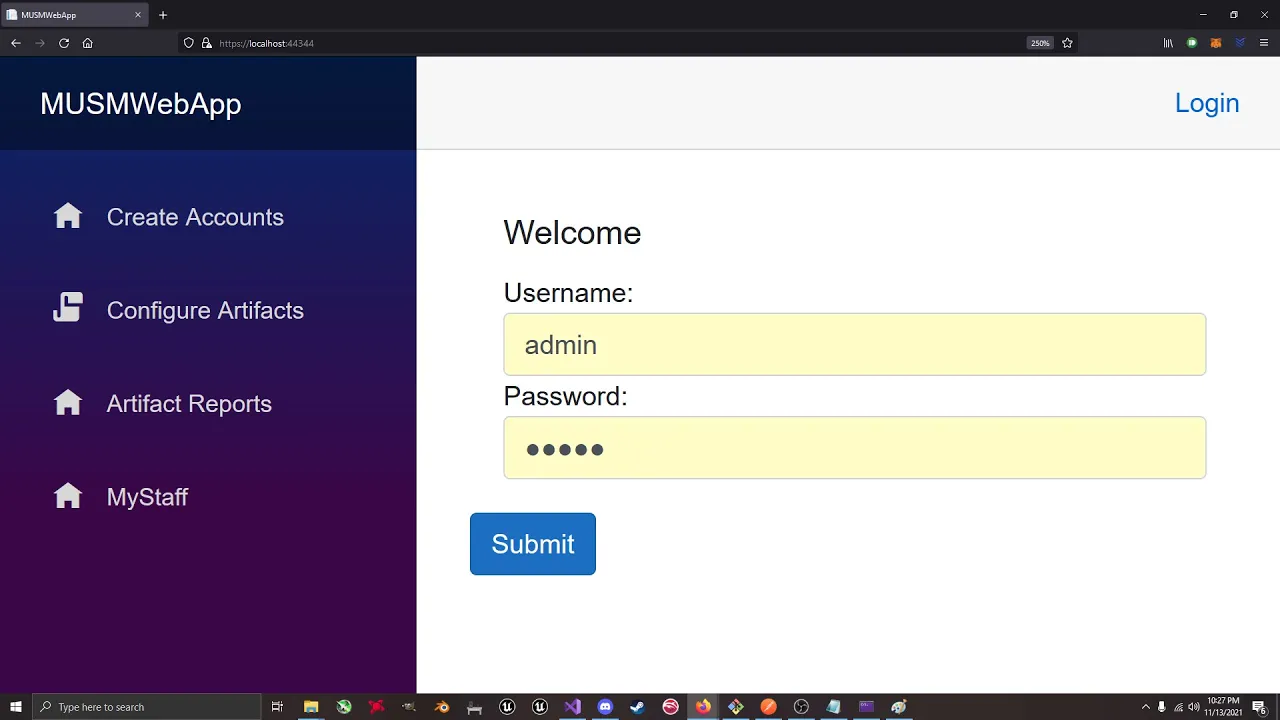 MUSMWebApp
https://localhost:44344
250%
MUSMWebApp
Login
Create Accounts
Configure Artifacts
Artifact Reports
MyStaff
Welcome
Username:
admin
Password:
Submit
Type here to search
10:27 PM
11/13/2021